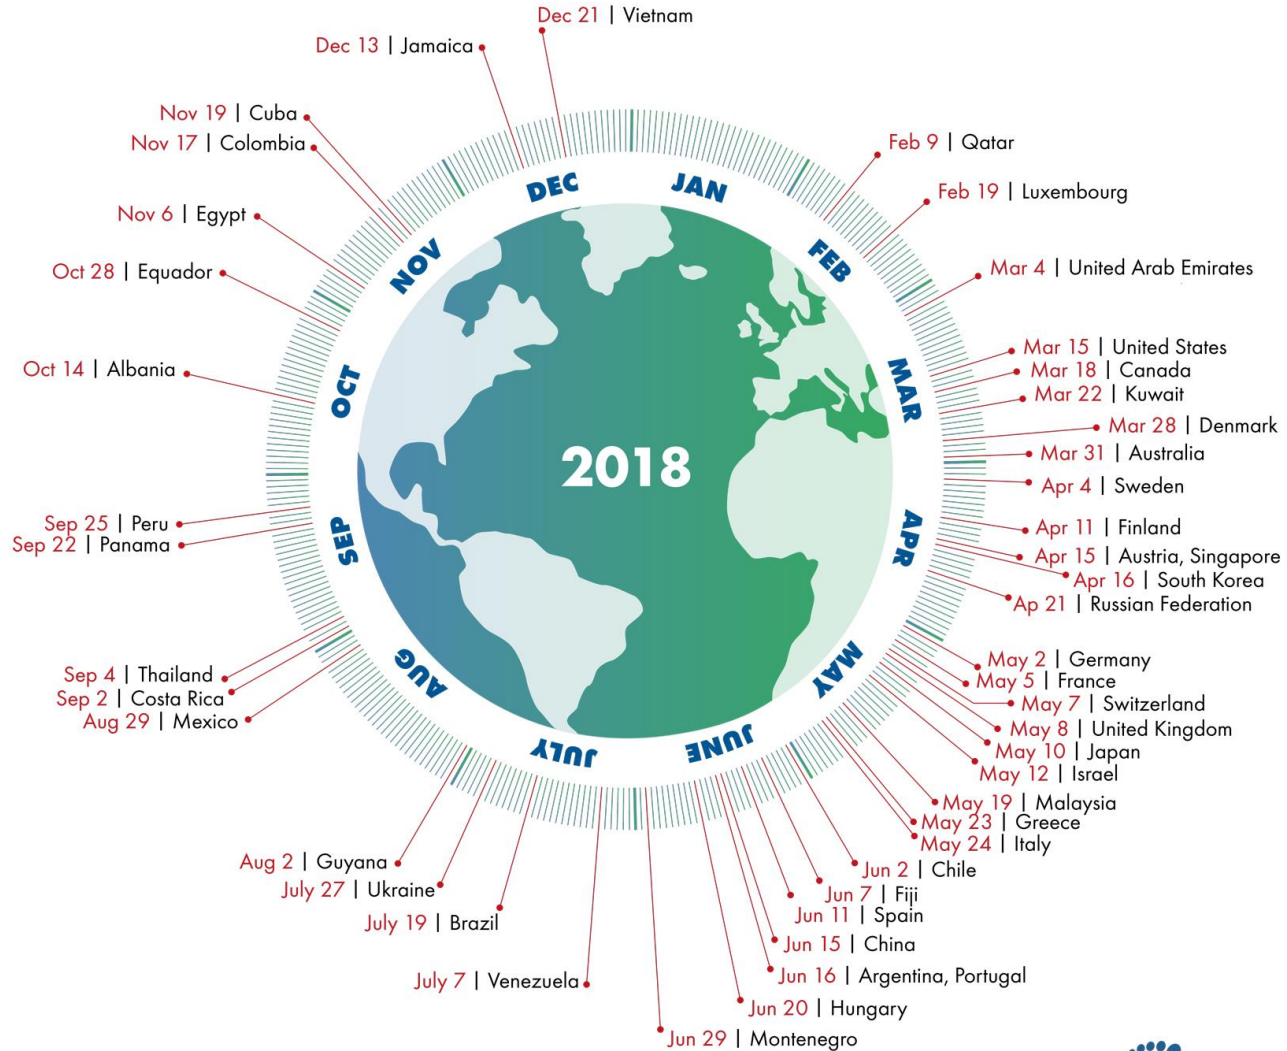 Dec 21 | Vietnam
Dec 13 | Jamaica
Nov 19 | Cuba
Nov 17 | Colombia
Nov 6 | Egypt
Oct 28 | Equador
Oct 14 | Albania
Sep 25 | Peru
Sep 22 | Panama
Sep 4 | Thailand
Sep 2 | Costa Rica
Aug 29 | Mexico
Aug 2 | Guyana
July 27 | Ukraine
July 19 | Brazil
July 7 | Venezuela
Feb 9 | Qatar
Feb 19 | Luxembourg
Mar 4 | United Arab Emirates
Mar 15 | United States
Mar 18 | Canada
Mar 22 | Kuwait
Mar 28 | Denmark
Mar 31 | Australia
Apr 4 | Sweden
Apr 11 | Finland
Apr 15 | Austria, Singapore
Apr 16 | South Korea
Ap 21 | Russian Federation
May 2 | Germany
May 5 | France
May 7 | Switzerland
May 8 | United Kingdom
May 10 | Japan
May 12 | Israel
May 19 | Malaysia
May 23 | Greece
May 24 | Italy
Jun 2 | Chile
Jun 7 | Fiji
Jun 11 | Spain
Jun 15 | China
Jun 16 | Argentina, Portugal
Jun 20 | Hungary
Jun 29 | Montenegro
JAN
FEB
MAR
APR
MAY
JUNE
JULY
AUG
SEP
OCT
NOV
DEC
2018